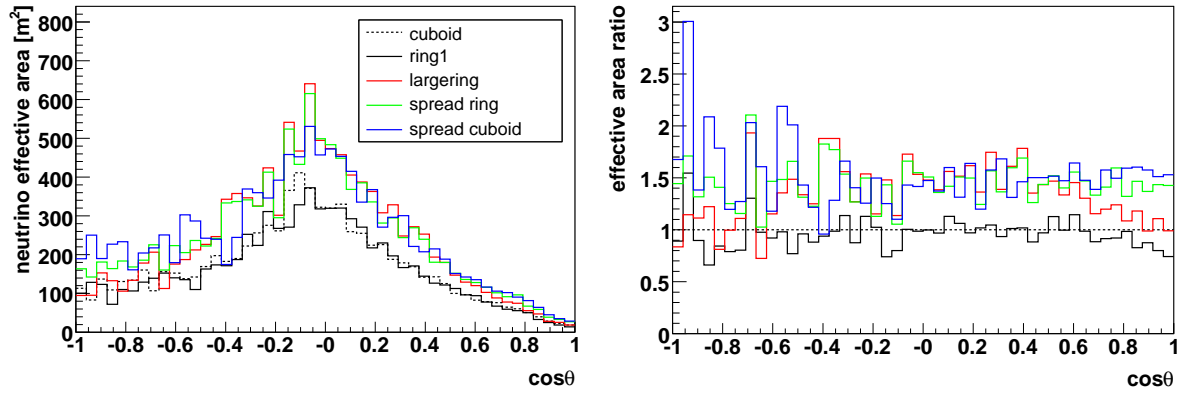 neutrino effective area [m²]
800
700
600
500
400
300
200
100
0
cuboid
ring1
largering
spread ring
spread cuboid
-1 -0.8 -0.6 -0.4 -0.2 -0 0.2 0.4 0.6 0.8 1
cosθ
effective area ratio
3
2.5
2
1.5
1
0.5
0
-1 -0.8 -0.6 -0.4 -0.2 -0 0.2 0.4 0.6 0.8 1
cosθ